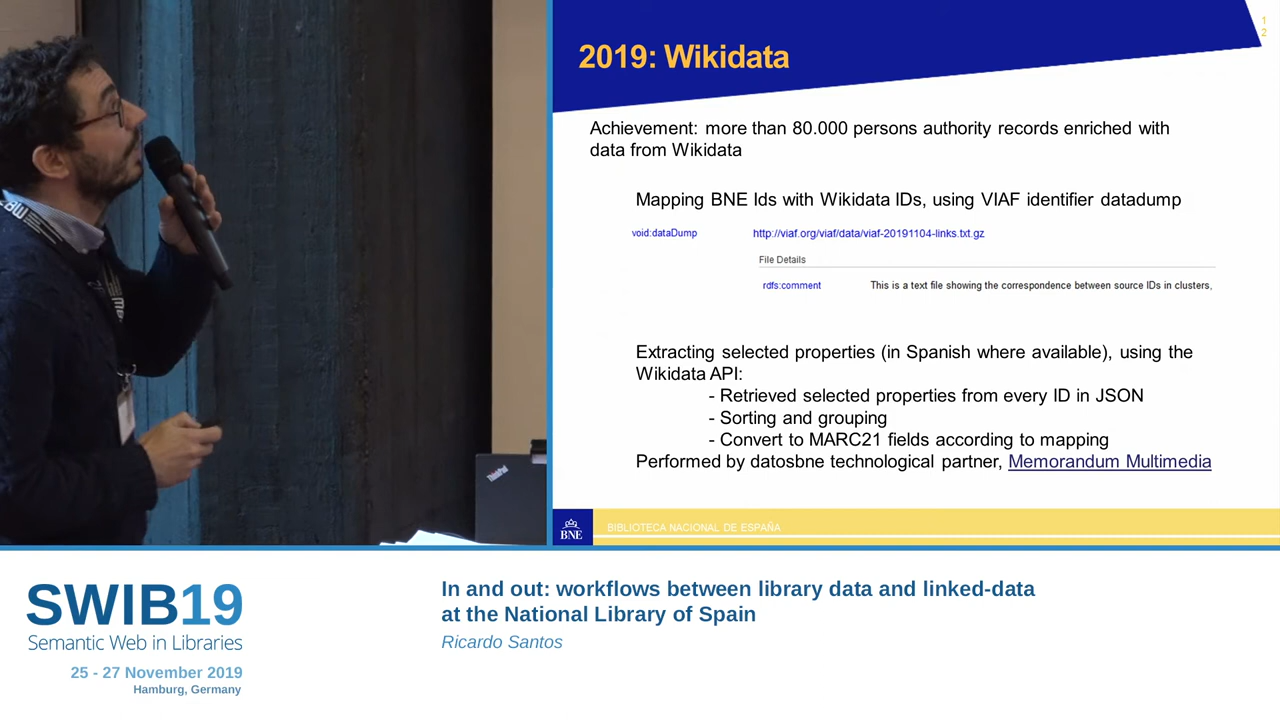 1
2
2019: Wikidata
Achievement: more than 80.000 persons authority records enriched with
data from Wikidata
Mapping BNE Ids with Wikidata IDs, using VIAF identifier datadump
void:dataDump http://viaf.org/viaf/data/viaf-20191104-links.txt.gz
File Details
rdfs:comment This is a text file showing the correspondence between source IDs in clusters,
Extracting selected properties (in Spanish where available), using the
Wikidata API:
- Retrieved selected properties from every ID in JSON
- Sorting and grouping
- Convert to MARC21 fields according to mapping
Performed by datosbne technological partner, Memorandum Multimedia
BNE
BIBLIOTECA NACIONAL DE ESPAÑA
ThinkPad
SWIB19
Semantic Web in Libraries
25 - 27 November 2019
Hamburg, Germany
In and out: workflows between library data and linked-data
at the National Library of Spain
Ricardo Santos